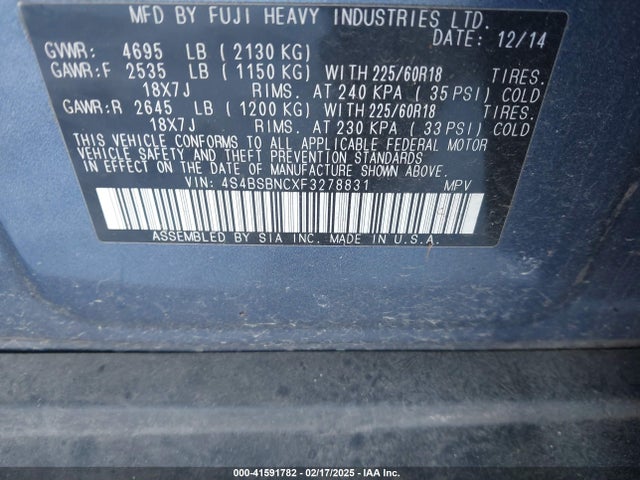 MFD BY FUJI HEAVY INDUSTRIES LTD.
DATE: 12/14
GVWR: 4695 LB (2130 KG)
GAWR:F 2535 LB (1150 KG) WITH 225/60R18 TIRES.
18X7J RIMS. AT 240 KPA (35 PSI) COLD
GAWR:R 2645 LB (1200 KG) WITH 225/60R18 TIRES.
18X7J RIMS. AT 230 KPA (33 PSI) COLD
THIS VEHICLE CONFORMS TO ALL APPLICABLE FEDERAL MOTOR
VEHICLE SAFETY AND THEFT PREVENTION STANDARDS
IN EFFECT ON THE DATE OF MANUFACTURE SHOWN ABOVE.
VIN: 4S4BSBNCXF3278831 MPV
ASSEMBLED BY SIA INC. MADE IN U.S.A.
000-41591782 - 02/17/2025 - IAA Inc.